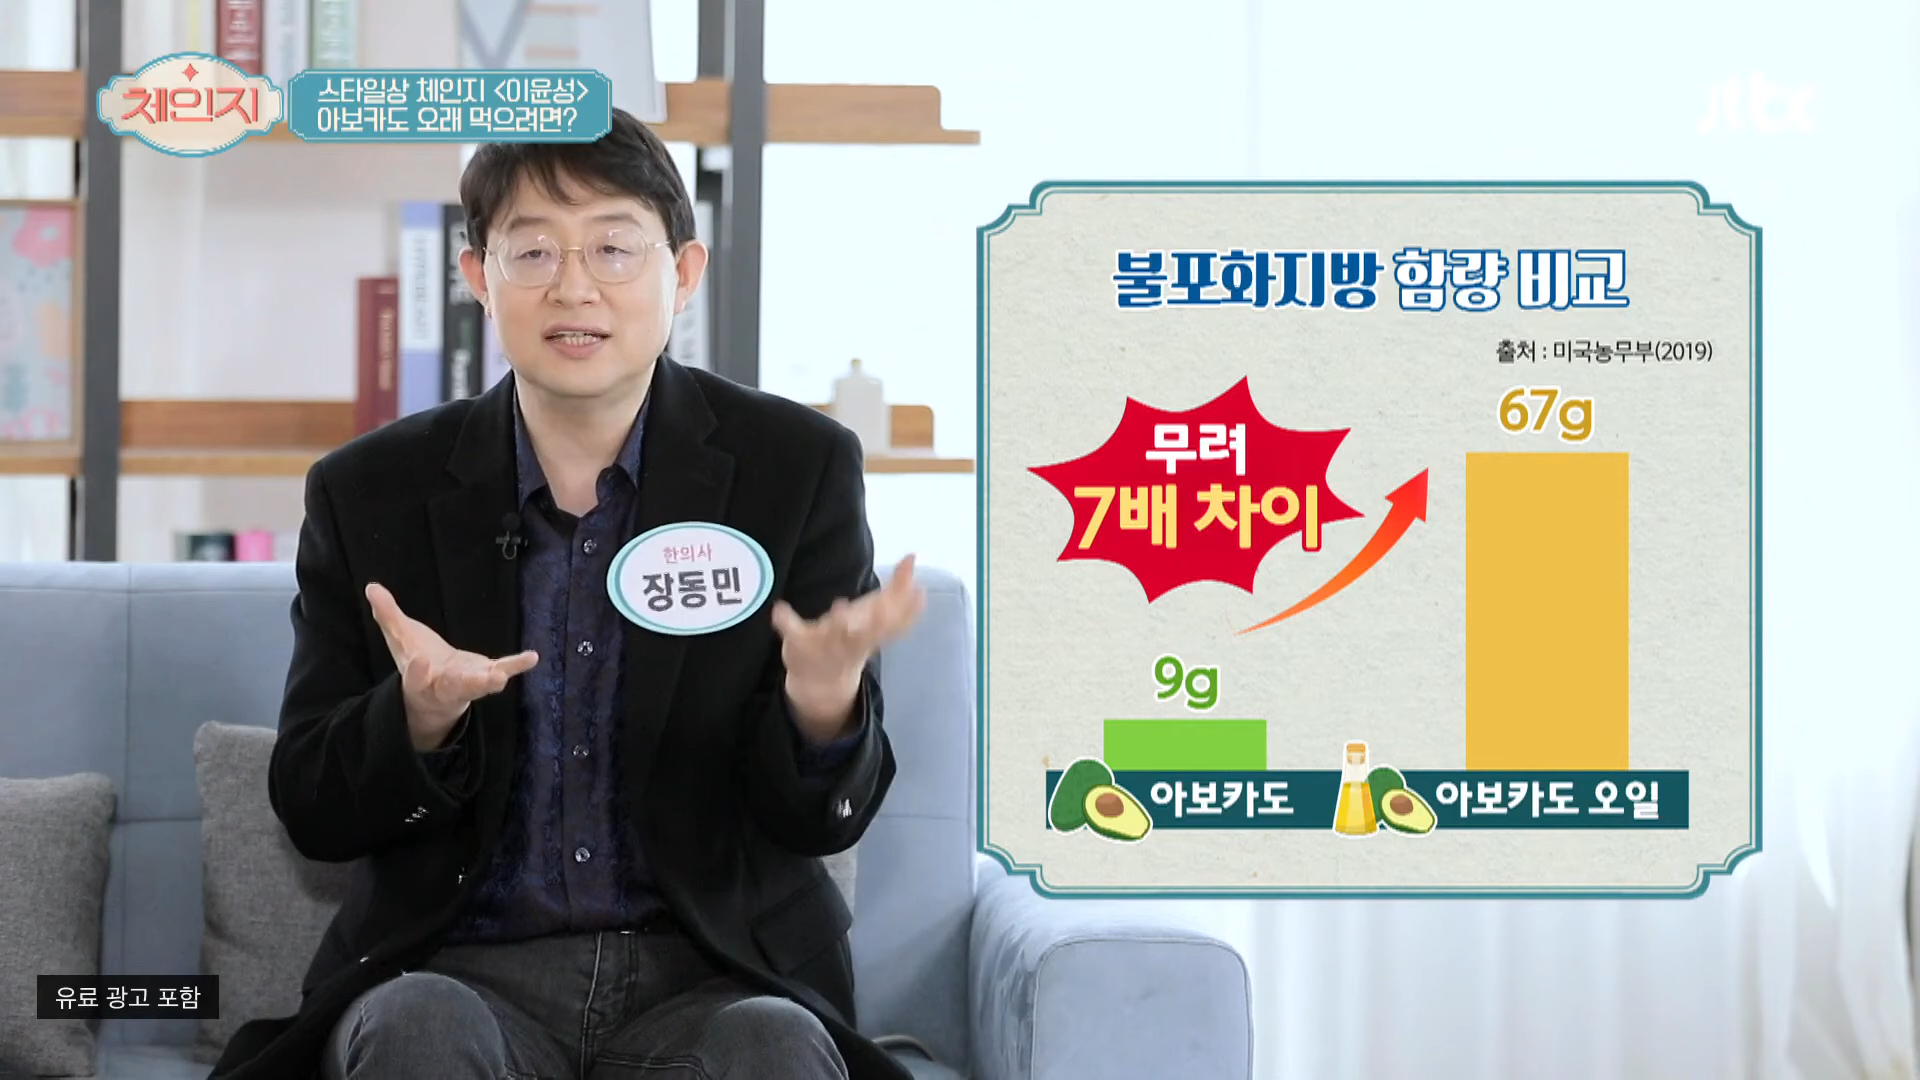 체인지
스타일상 체인지 <이윤성>
아보카도 오래 먹으려면?
jtbc
불포화지방 함량 비교
출처 : 미국농무부(2019)
67g
무려
7배 차이
9g
한의사
장동민
아보카도
아보카도 오일
유료 광고 포함